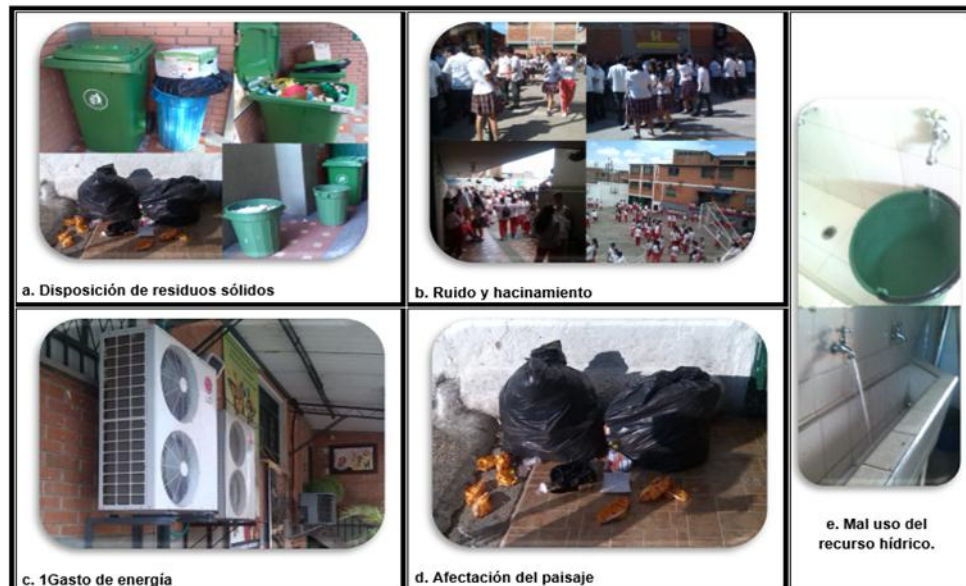 a. Disposición de residuos sólidos
b. Ruido y hacinamiento
c. 1Gasto de energía
d. Afectación del paisaje
e. Mal uso del
recurso hídrico.